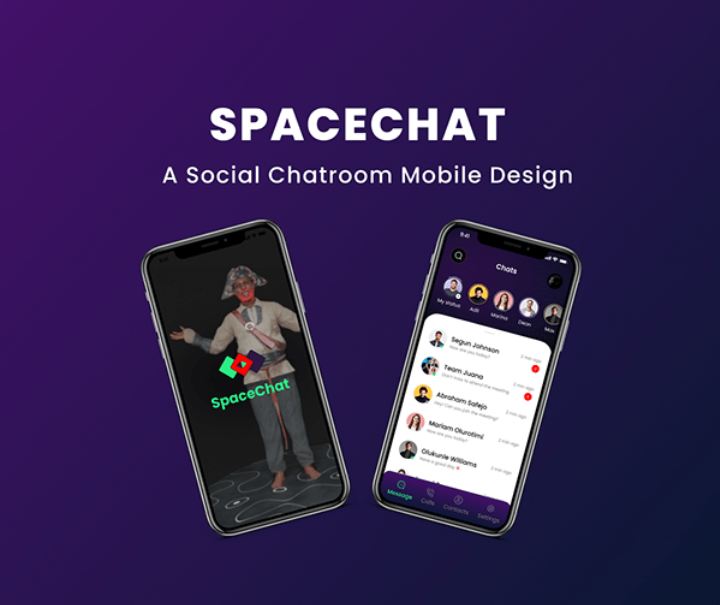 SPACECHAT
A Social Chatroom Mobile Design
SpaceChat
9:41
Chats
My status
Adil
Marina
Dean
Max
Segun Johnson
How are you today?
2 min ago
Team Juana
Don't miss to attend the meeting.
2 min ago
Abraham Safejo
Hey! Can you join the meeting?
2 min ago
Mariam Olurotimi
How are you today?
2 min ago
Olukunle Williams
Have a good day
2 min ago
Message
Calls
Contacts
Settings